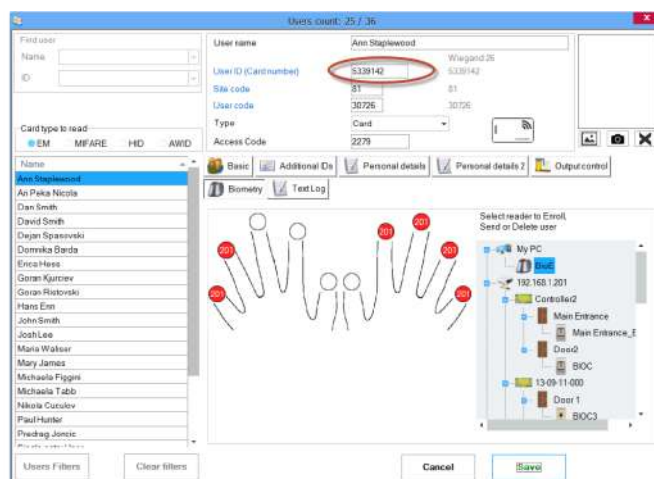 Users count: 25 / 36
Find user
Name
ID
User name Ann Staplewood
Wiegand 26
User ID (Card number) 5339142 5339142
Site code 81 81
User code 30726 30726
Type Card
Access Code 2279
Card type to read
EM MIFARE HID AWID
Basic Additional IDs Personal details Personal details 2 Output control
Biometry Text Log
Name
Ann Staplewood
An Peka Nicola
Dan Smith
David Smith
Dejan Spasovski
Domnika Barda
Erica Hess
Goran Kjurciev
Goran Ristovski
Hans Enn
John Smith
Josh Lee
Maria Waliser
Mary James
Michaela Figgini
Michaela Tabb
Nikola Cuculov
Paul Hunter
Predrag Joncic
201
201
201
201
201
201
Select reader to Enroll,
Send or Delete user
My PC
BioE
192.168.1.201
Controller2
Main Entrance
Main Entrance_E
Door2
BIOC
13-09-11-000
Door 1
BIOC3
Users Filters Clear filters Cancel Save